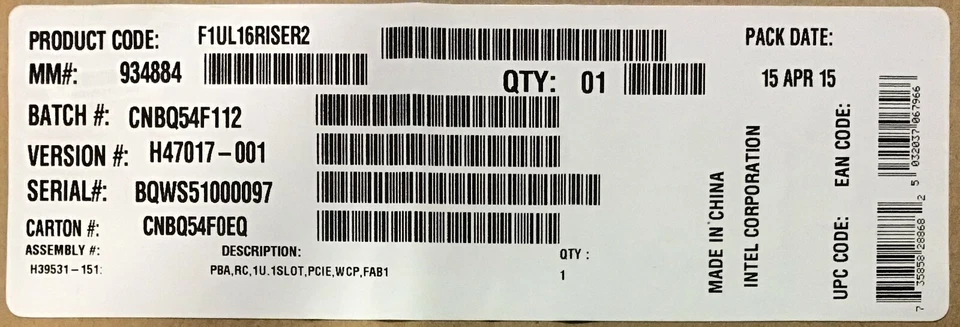 PRODUCT CODE: F1UL16RISER2
PACK DATE:
MM#: 934884
QTY: 01
15 APR 15
BATCH #: CNBQ54F112
VERSION #: H47017-001
SERIAL#: BQWS51000097
CARTON #: CNBQ54F0EQ
ASSEMBLY #: DESCRIPTION: QTY :
H39531-151: PBA,RC,1U.1SLOT,PCIE,WCP,FAB1 1
MADE IN CHINA
INTEL CORPORATION
UPC CODE: EAN CODE:
7 35858 28868 2
5 032037 067966